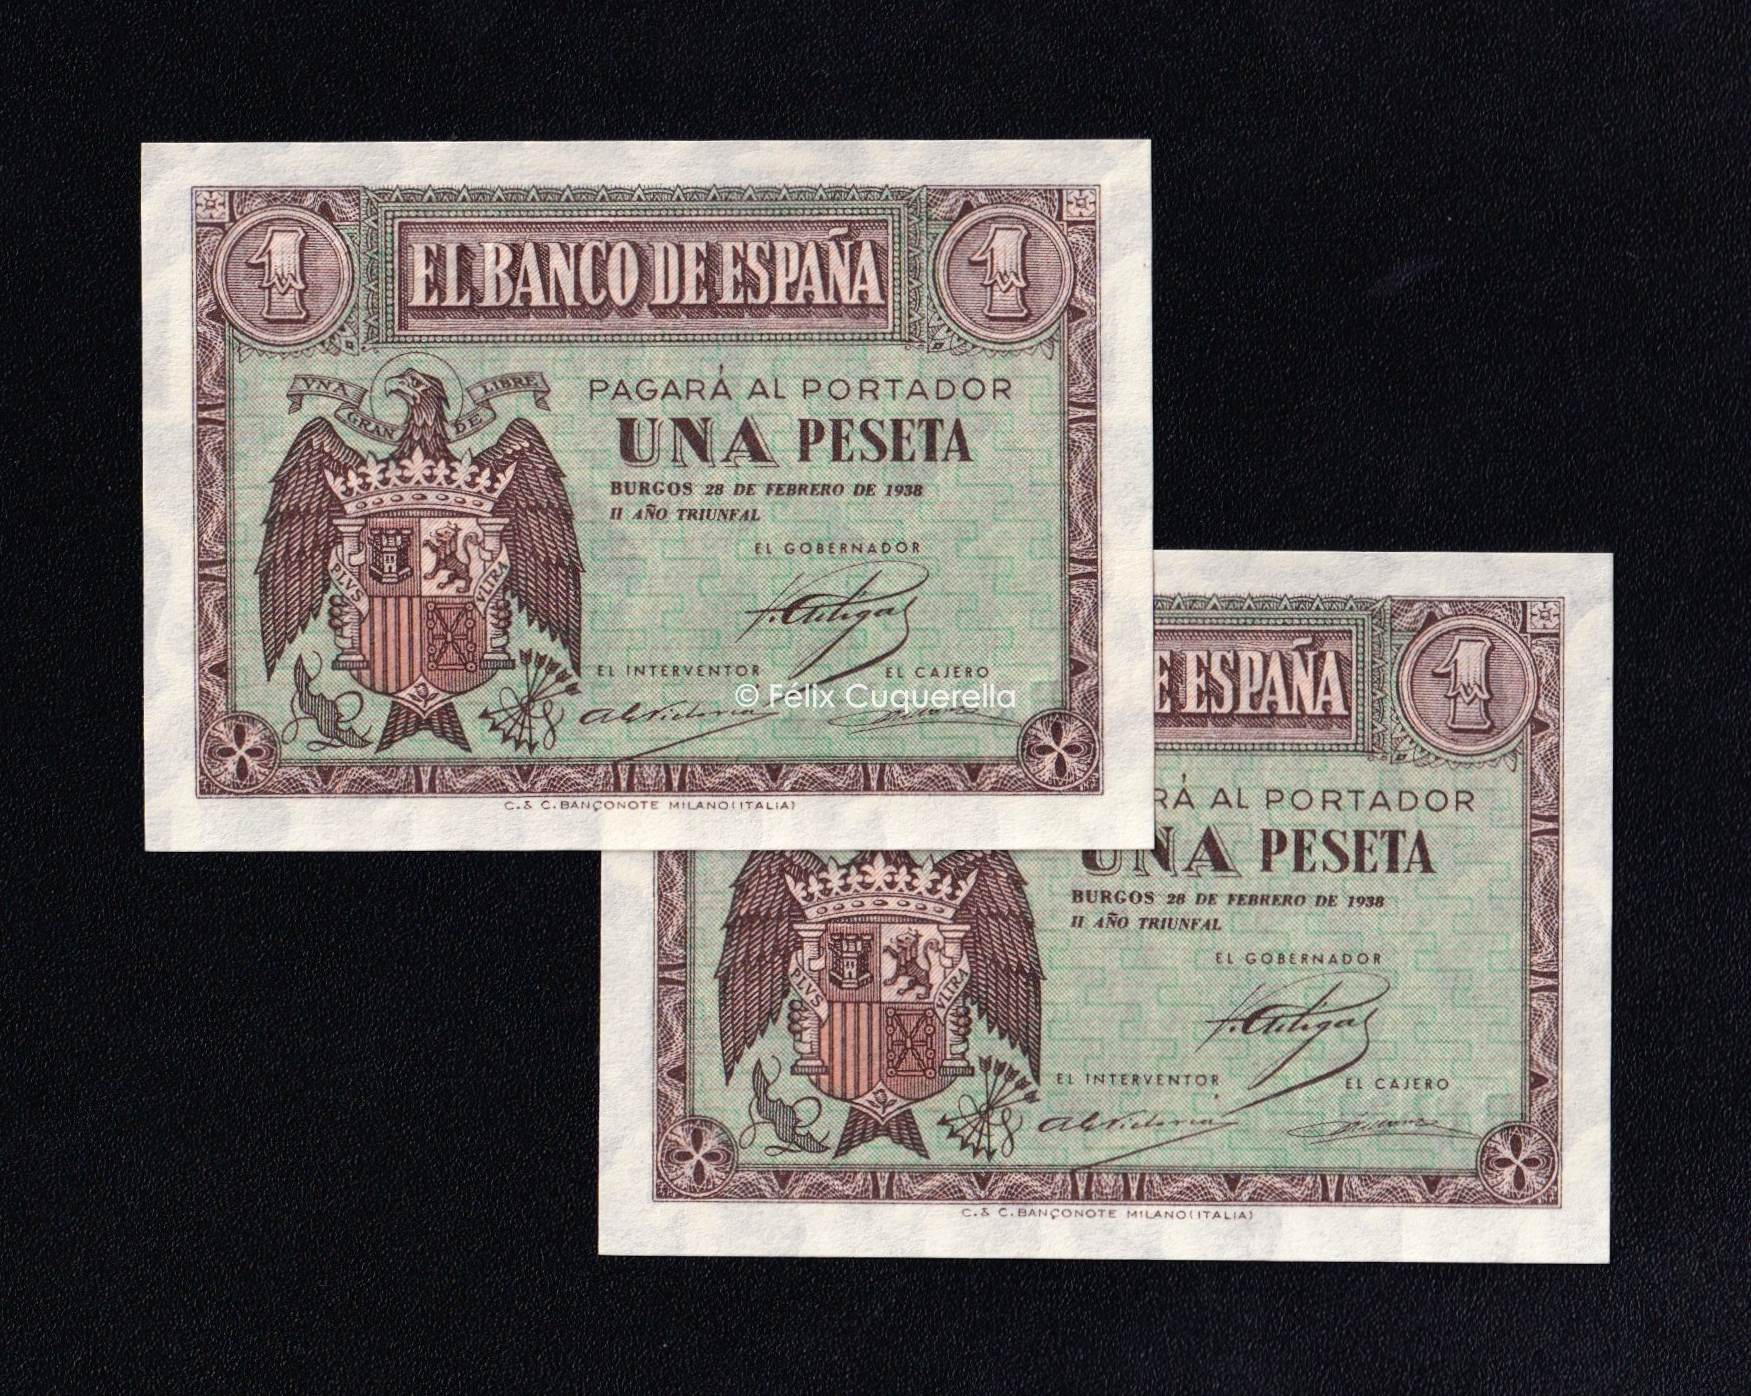 1
EL BANCO DE ESPAÑA
1
VNA GRANDE LIBRE
PAGARÁ AL PORTADOR
UNA PESETA
BURGOS 28 DE FEBRERO DE 1938
II AÑO TRIUNFAL
EL GOBERNADOR
PLVS VLTRA
EL INTERVENTOR
EL CAJERO
© Félix Cuquerella
C. & C. BANÇONOTE MILANO (ITALIA)
E ESPAÑA
1
RÁ AL PORTADOR
UNA PESETA
BURGOS 28 DE FEBRERO DE 1938
II AÑO TRIUNFAL
EL GOBERNADOR
PLVS VLTRA
EL INTERVENTOR
EL CAJERO
C. & C. BANÇONOTE MILANO (ITALIA)